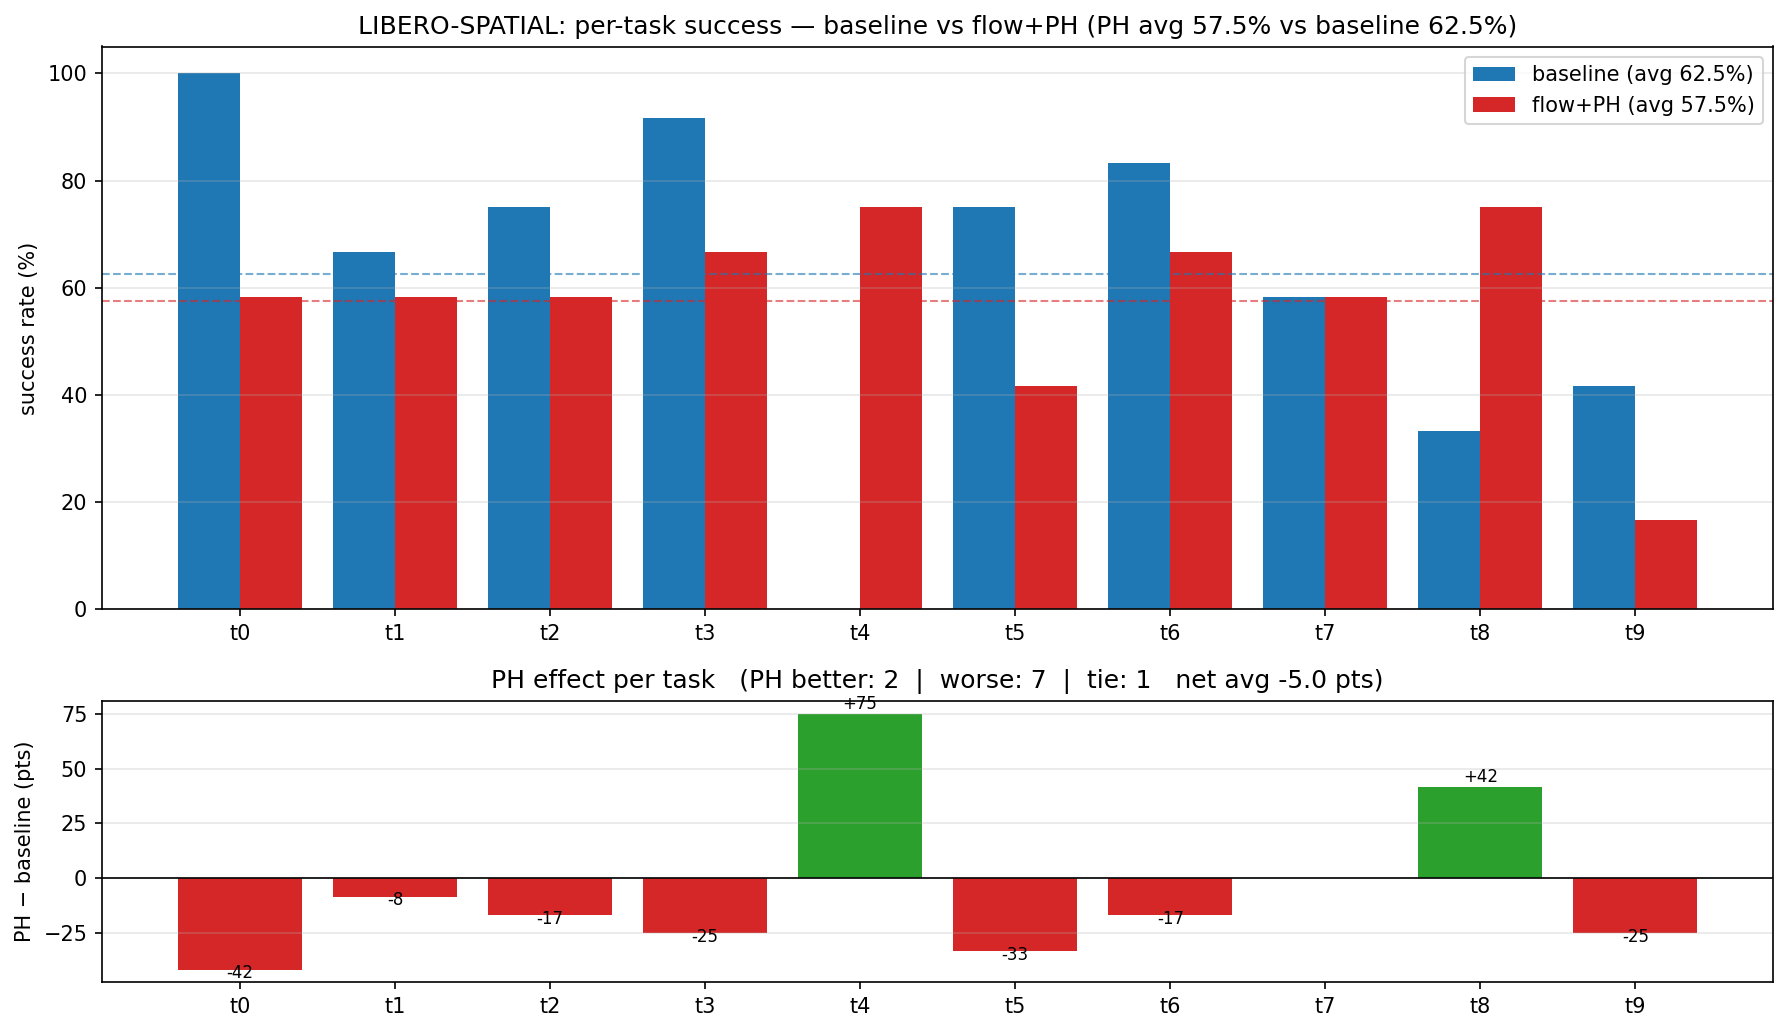 LIBERO-SPATIAL: per-task success — baseline vs flow+PH (PH avg 57.5% vs baseline 62.5%)
baseline (avg 62.5%)
flow+PH (avg 57.5%)
success rate (%)
100
80
60
40
20
0
t0 t1 t2 t3 t4 t5 t6 t7 t8 t9
PH effect per task (PH better: 2 | worse: 7 | tie: 1 net avg -5.0 pts)
PH − baseline (pts)
75
50
25
0
−25
-42 -8 -17 -25 +75 -33 -17 +42 -25
t0 t1 t2 t3 t4 t5 t6 t7 t8 t9